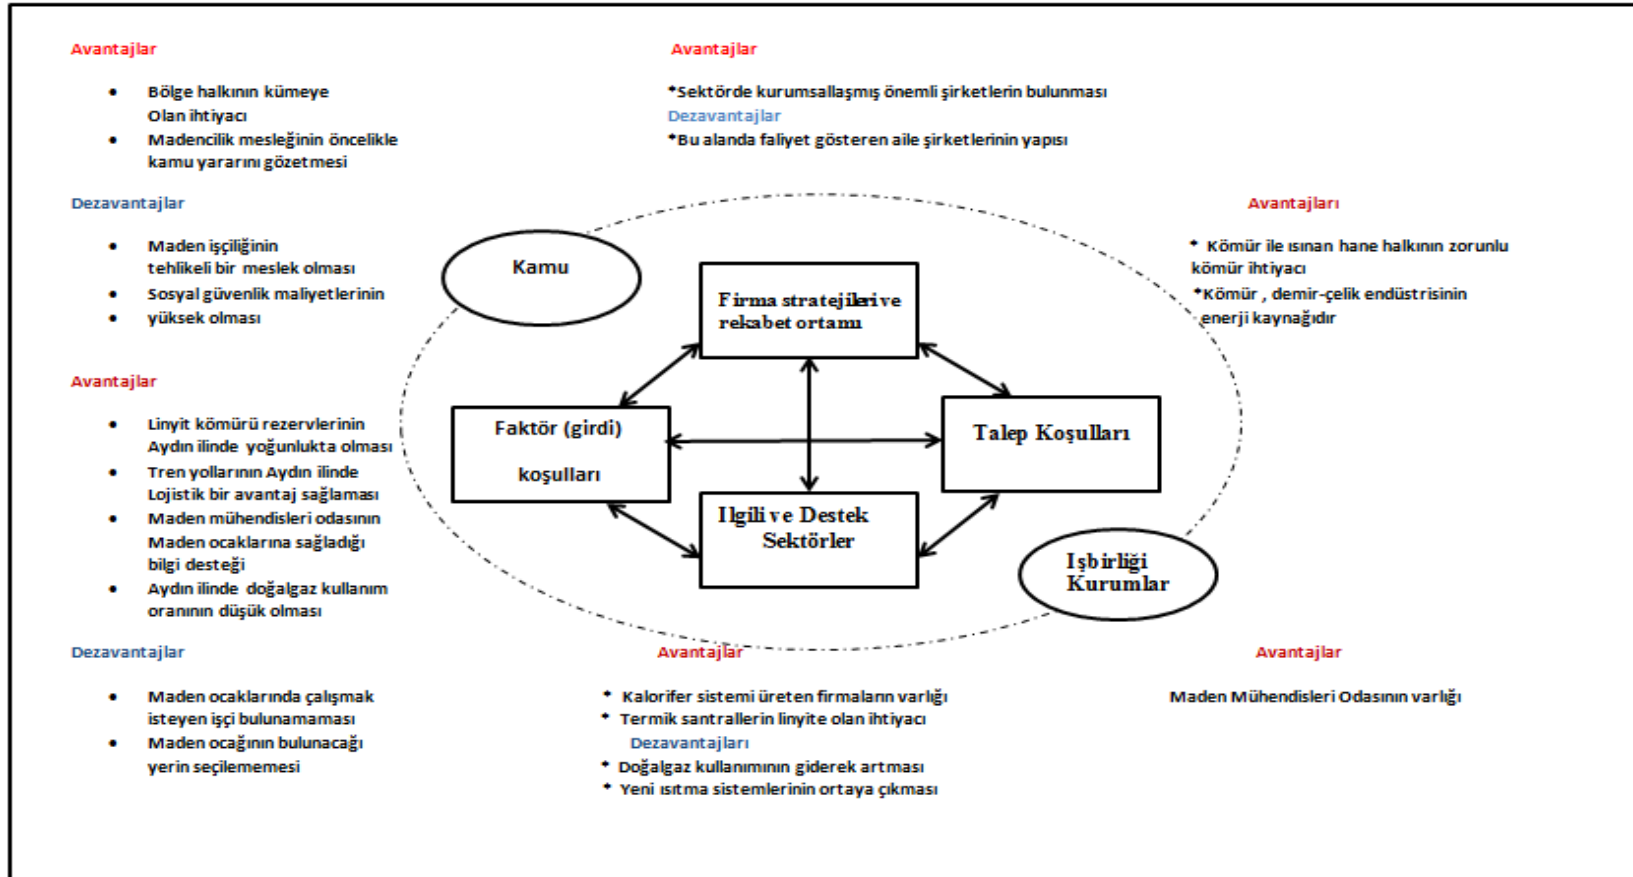 Avantajlar
• Bölge halkının kümeye
Olan ihtiyacı
• Madencilik mesleğinin öncelikle
kamu yararını gözetmesi
Dezavantajlar
• Maden işçiliğinin
tehlikeli bir meslek olması
• Sosyal güvenlik maliyetlerinin
• yüksek olması
Avantajlar
• Linyit kömürü rezervlerinin
Aydın ilinde yoğunlukta olması
• Tren yollarının Aydın ilinde
Lojistik bir avantaj sağlaması
• Maden mühendisleri odasının
Maden ocaklarına sağladığı
bilgi desteği
• Aydın ilinde doğalgaz kullanım
oranının düşük olması
Dezavantajlar
• Maden ocaklarında çalışmak
isteyen işçi bulunamaması
• Maden ocağının bulunacağı
yerin seçilememesi
Avantajlar
*Sektörde kurumsallaşmış önemli şirketlerin bulunması
Dezavantajlar
*Bu alanda faliyet gösteren aile şirketlerinin yapısı
Kamu
Firma stratejileri ve
rekabet ortamı
Faktör (girdi)
koşulları
Talep Koşulları
Ilgili ve Destek
Sektörler
Işbirliği
Kurumlar
Avantajları
* Kömür ile ısınan hane halkının zorunlu
kömür ihtiyacı
*Kömür , demir-çelik endüstrisinin
enerji kaynağıdır
Avantajlar
* Kalorifer sistemi üreten firmaların varlığı
* Termik santrallerin linyite olan ihtiyacı
Dezavantajları
* Doğalgaz kullanımının giderek artması
* Yeni ısıtma sistemlerinin ortaya çıkması
Avantajlar
Maden Mühendisleri Odasının varlığı